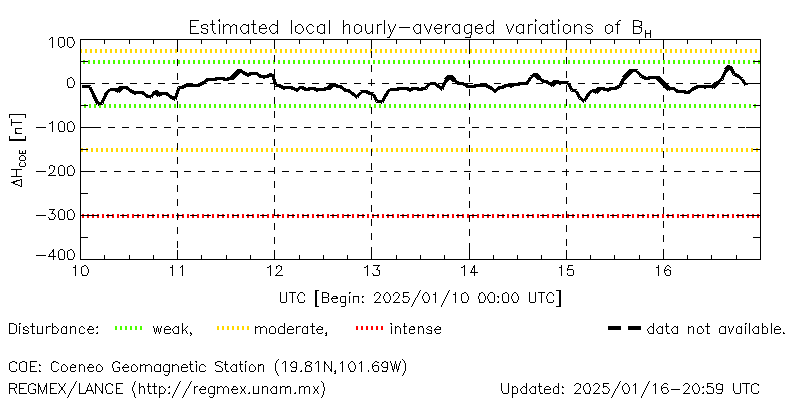 Estimated local hourly-averaged variations of BH
100
0
-100
-200
-300
-400
ΔHCOE [nT]
10 11 12 13 14 15 16
UTC [Begin: 2025/01/10 00:00 UTC]
Disturbance: weak, moderate, intense data not available.
COE: Coeneo Geomagnetic Station (19.81N,101.69W)
REGMEX/LANCE (http://regmex.unam.mx) Updated: 2025/01/16-20:59 UTC